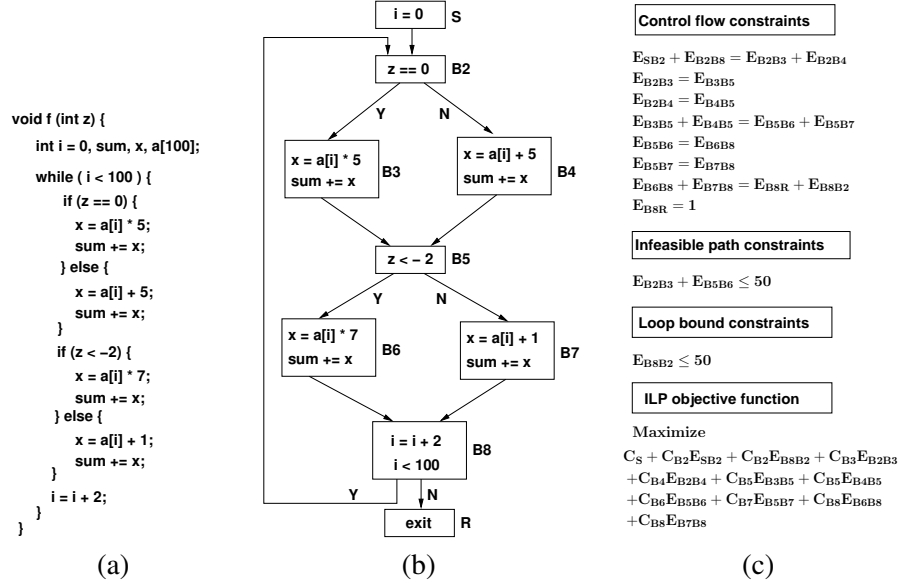 void f (int z) {
int i = 0, sum, x, a[100];
while ( i < 100 ) {
if (z == 0) {
x = a[i] * 5;
sum += x;
} else {
x = a[i] + 5;
sum += x;
}
if (z < −2) {
x = a[i] * 7;
sum += x;
} else {
x = a[i] + 1;
sum += x;
}
i = i + 2;
}
}
(a)
i = 0
S
z == 0
B2
Y
N
x = a[i] * 5
sum += x
B3
x = a[i] + 5
sum += x
B4
z < − 2
B5
Y
N
x = a[i] * 7
sum += x
B6
x = a[i] + 1
sum += x
B7
i = i + 2
i < 100
B8
Y
N
exit
R
(b)
Control flow constraints
E_SB2 + E_B2B8 = E_B2B3 + E_B2B4
E_B2B3 = E_B3B5
E_B2B4 = E_B4B5
E_B3B5 + E_B4B5 = E_B5B6 + E_B5B7
E_B5B6 = E_B6B8
E_B5B7 = E_B7B8
E_B6B8 + E_B7B8 = E_B8R + E_B8B2
E_B8R = 1
Infeasible path constraints
E_B2B3 + E_B5B6 ≤ 50
Loop bound constraints
E_B8B2 ≤ 50
ILP objective function
Maximize
C_S + C_B2E_SB2 + C_B2E_B8B2 + C_B3E_B2B3
+C_B4E_B2B4 + C_B5E_B3B5 + C_B5E_B4B5
+C_B6E_B5B6 + C_B7E_B5B7 + C_B8E_B6B8
+C_B8E_B7B8
(c)